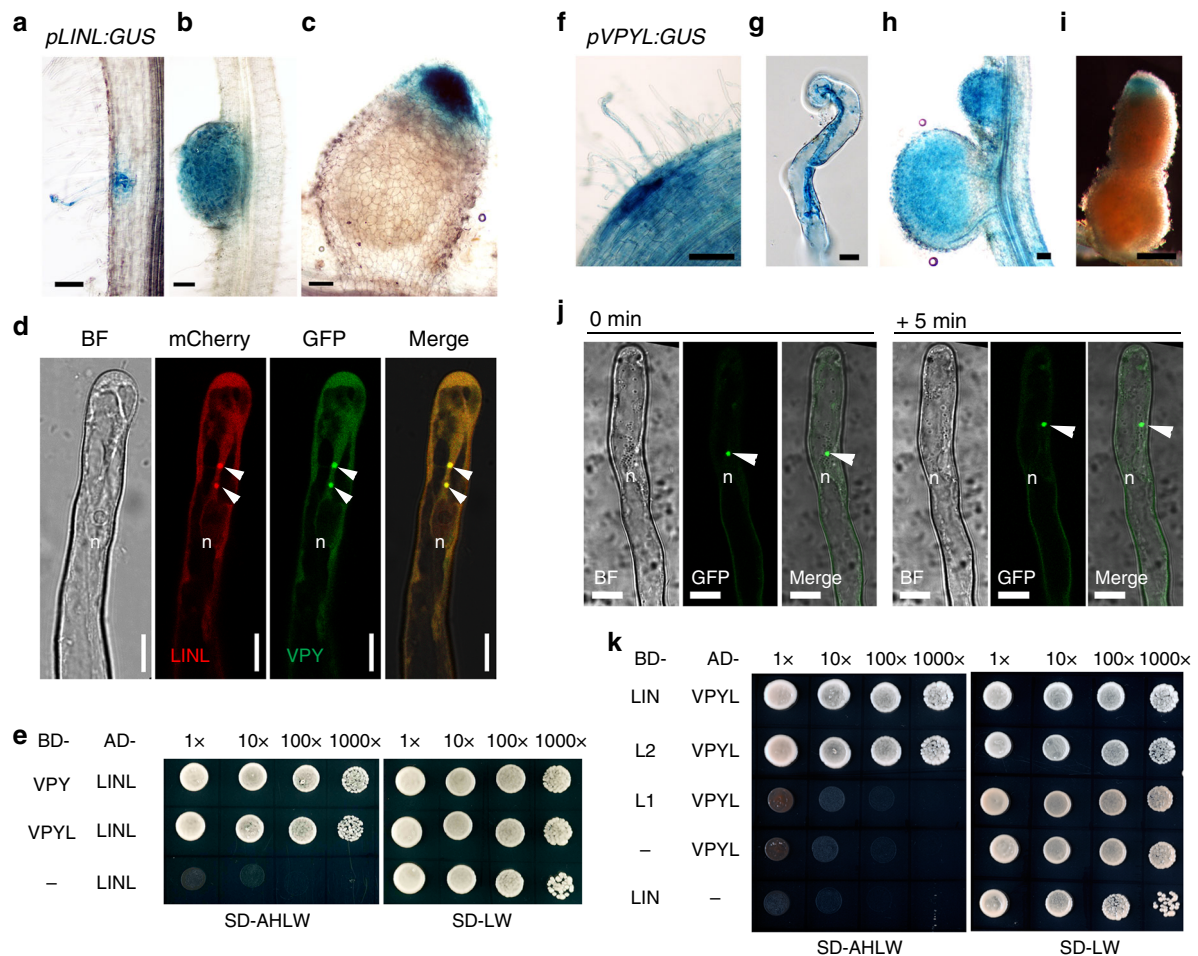 a
b
c
pLINL:GUS
d
BF mCherry GFP Merge
n n n
LINL VPY
e
BD- AD- 1× 10× 100× 1000× 1× 10× 100× 1000×
VPY LINL
VPYL LINL
– LINL
SD-AHLW SD-LW
f
g
h
i
pVPYL:GUS
j
0 min + 5 min
n n n n n n
BF GFP Merge BF GFP Merge
k
BD- AD- 1× 10× 100× 1000× 1× 10× 100× 1000×
LIN VPYL
L2 VPYL
L1 VPYL
– VPYL
LIN –
SD-AHLW SD-LW